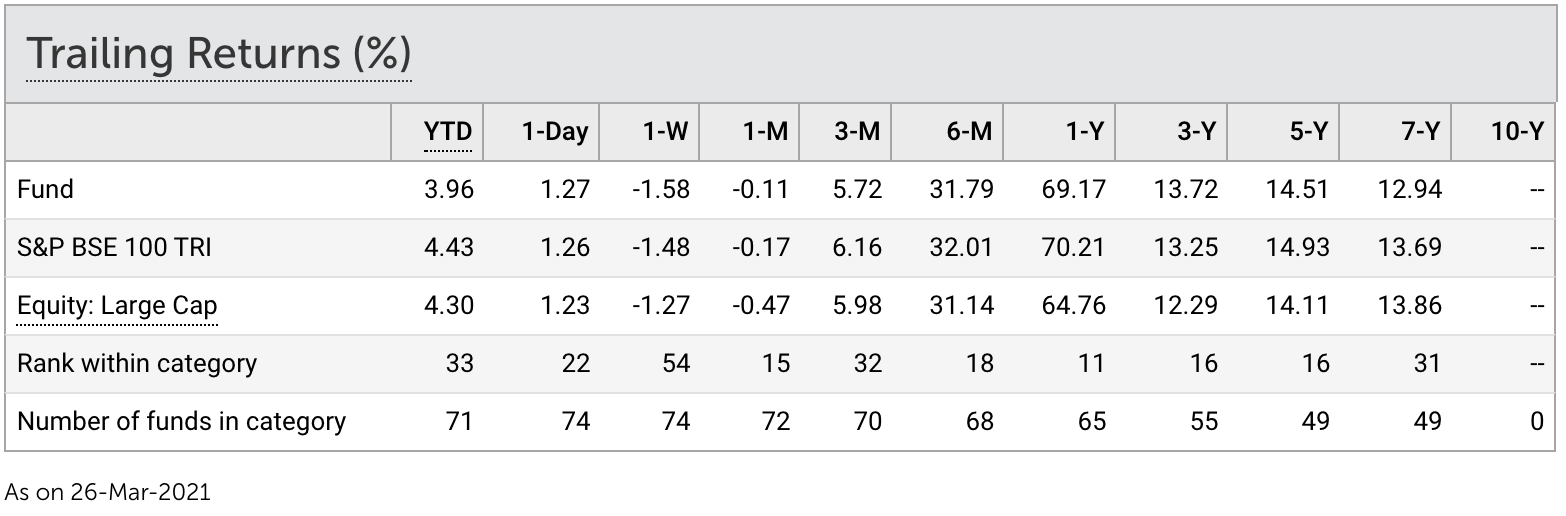 Trailing Returns (%)
YTD 1-Day 1-W 1-M 3-M 6-M 1-Y 3-Y 5-Y 7-Y 10-Y
Fund 3.96 1.27 -1.58 -0.11 5.72 31.79 69.17 13.72 14.51 12.94 --
S&P BSE 100 TRI 4.43 1.26 -1.48 -0.17 6.16 32.01 70.21 13.25 14.93 13.69 --
Equity: Large Cap 4.30 1.23 -1.27 -0.47 5.98 31.14 64.76 12.29 14.11 13.86 --
Rank within category 33 22 54 15 32 18 11 16 16 31 --
Number of funds in category 71 74 74 72 70 68 65 55 49 49 0
As on 26-Mar-2021